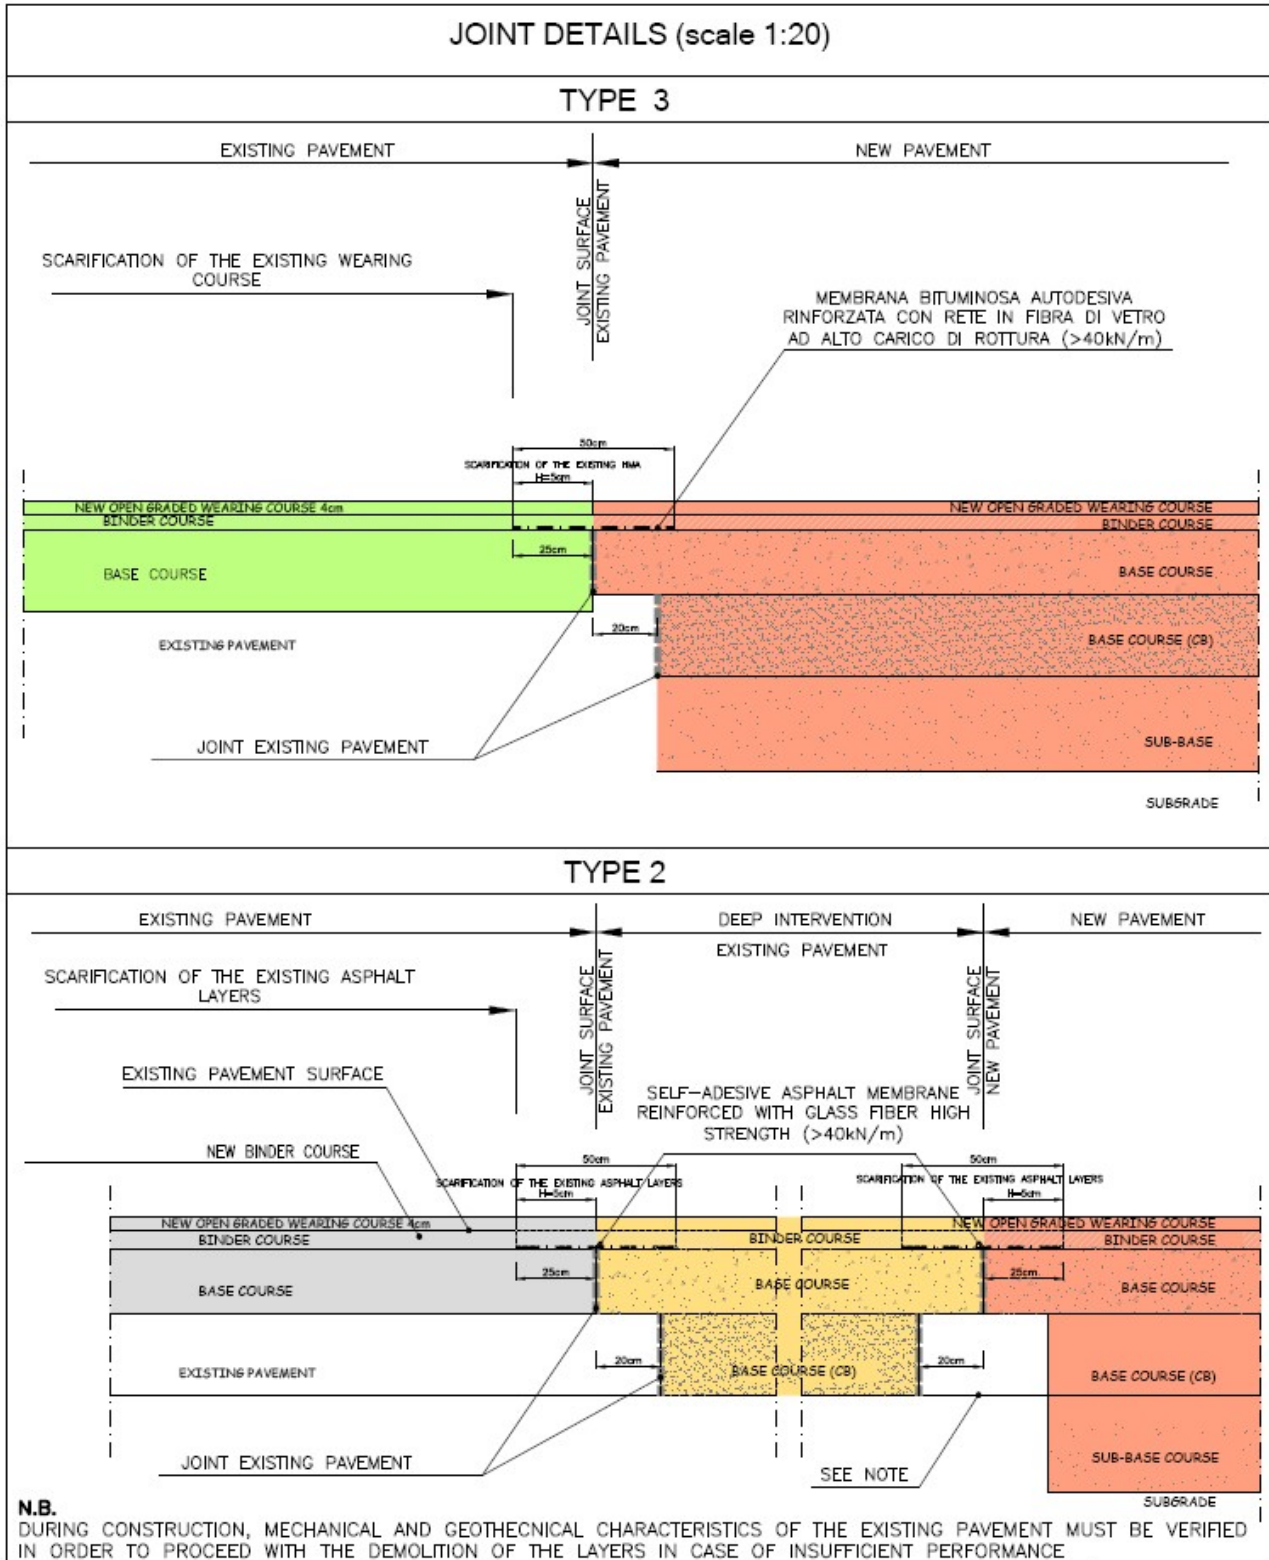 JOINT DETAILS (scale 1:20)
TYPE 3
EXISTING PAVEMENT
NEW PAVEMENT
JOINT SURFACE
EXISTING PAVEMENT
SCARIFICATION OF THE EXISTING WEARING
COURSE
MEMBRANA BITUMINOSA AUTODESIVA
RINFORZATA CON RETE IN FIBRA DI VETRO
AD ALTO CARICO DI ROTTURA (>40kN/m)
50cm
SCARIFICATION OF THE EXISTING HMA
H=5cm
NEW OPEN GRADED WEARING COURSE 4cm
NEW OPEN GRADED WEARING COURSE
BINDER COURSE
BINDER COURSE
25cm
BASE COURSE
BASE COURSE
20cm
EXISTING PAVEMENT
BASE COURSE (CB)
JOINT EXISTING PAVEMENT
SUB-BASE
SUBGRADE
TYPE 2
EXISTING PAVEMENT
DEEP INTERVENTION
NEW PAVEMENT
EXISTING PAVEMENT
SCARIFICATION OF THE EXISTING ASPHALT
LAYERS
JOINT SURFACE
EXISTING PAVEMENT
JOINT SURFACE
NEW PAVEMENT
EXISTING PAVEMENT SURFACE
SELF-ADESIVE ASPHALT MEMBRANE
REINFORCED WITH GLASS FIBER HIGH
STRENGTH (>40kN/m)
NEW BINDER COURSE
50cm
50cm
SCARIFICATION OF THE EXISTING ASPHALT LAYERS
SCARIFICATION OF THE EXISTING ASPHALT LAYERS
H=5cm
H=5cm
NEW OPEN GRADED WEARING COURSE 4cm
NEW OPEN GRADED WEARING COURSE
BINDER COURSE
BINDER COURSE
BINDER COURSE
25cm
25cm
BASE COURSE
BASE COURSE
BASE COURSE
20cm
20cm
EXISTING PAVEMENT
BASE COURSE (CB)
BASE COURSE (CB)
JOINT EXISTING PAVEMENT
SEE NOTE
SUB-BASE COURSE
SUBGRADE
N.B.
DURING CONSTRUCTION, MECHANICAL AND GEOTHECNICAL CHARACTERISTICS OF THE EXISTING PAVEMENT MUST BE VERIFIED
IN ORDER TO PROCEED WITH THE DEMOLITION OF THE LAYERS IN CASE OF INSUFFICIENT PERFORMANCE